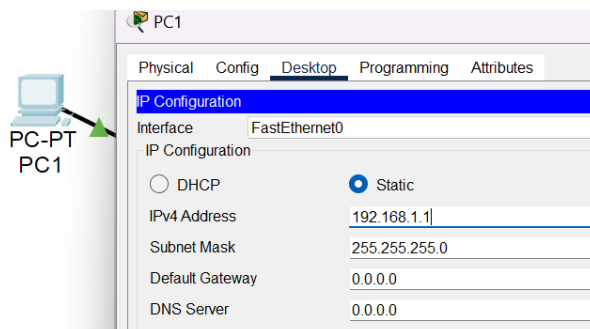 PC1
Physical Config Desktop Programming Attributes
IP Configuration
Interface FastEthernet0
IP Configuration
DHCP Static
IPv4 Address 192.168.1.1
Subnet Mask 255.255.255.0
Default Gateway 0.0.0.0
DNS Server 0.0.0.0
PC-PT
PC1